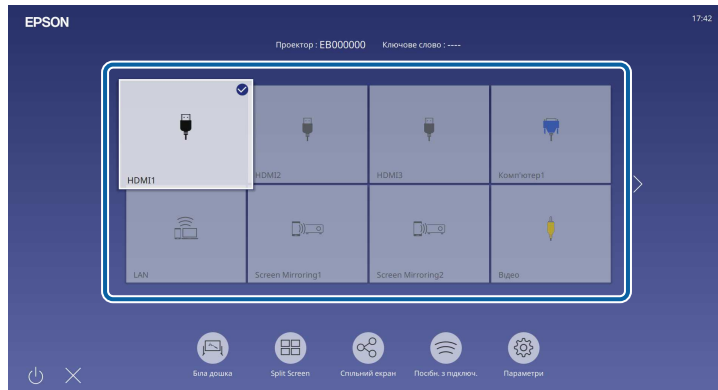 EPSON
17:42
Проектор : EB000000 Ключове слово : ----
HDMI1
HDMI2
HDMI3
Комп'ютер1
LAN
Screen Mirroring1
Screen Mirroring2
Відео
Біла дошка
Split Screen
Спільний екран
Посібн. з підключ.
Параметри